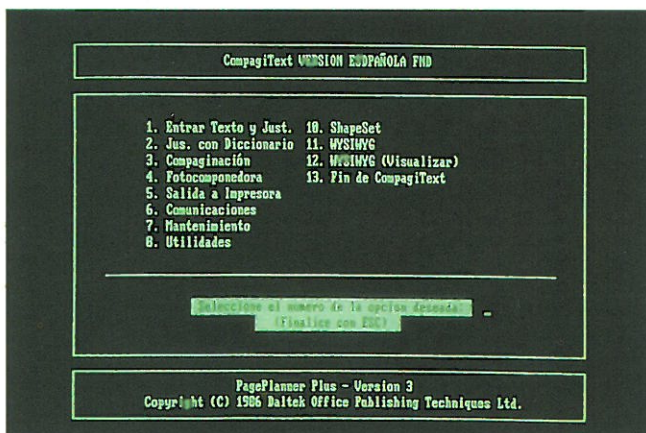 CompagiText VERSION ESDPAÑOLA FND
1. Entrar Texto y Just.
2. Jus. con Diccionario
3. Compaginación
4. Fotocomponedora
5. Salida a Impresora
6. Comunicaciones
7. Mantenimiento
8. Utilidades
10. ShapeSet
11. WYSIWYG
12. WYSIWYG (Visualizar)
13. Fin de CompagiText
Seleccione el numero de la opcion deseada:
(Finalice con ESC)
PagePlanner Plus - Version 3
Copyright (C) 1986 Daltek Office Publishing Techniques Ltd.